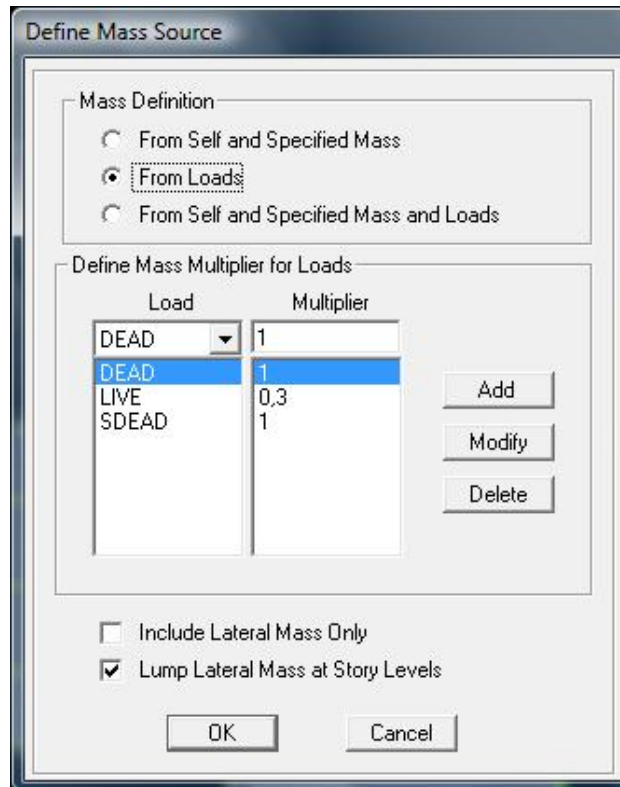 Define Mass Source
Mass Definition
From Self and Specified Mass
From Loads
From Self and Specified Mass and Loads
Define Mass Multiplier for Loads
Load Multiplier
DEAD 1
DEAD 1
LIVE 0,3
SDEAD 1
Add
Modify
Delete
Include Lateral Mass Only
Lump Lateral Mass at Story Levels
OK Cancel